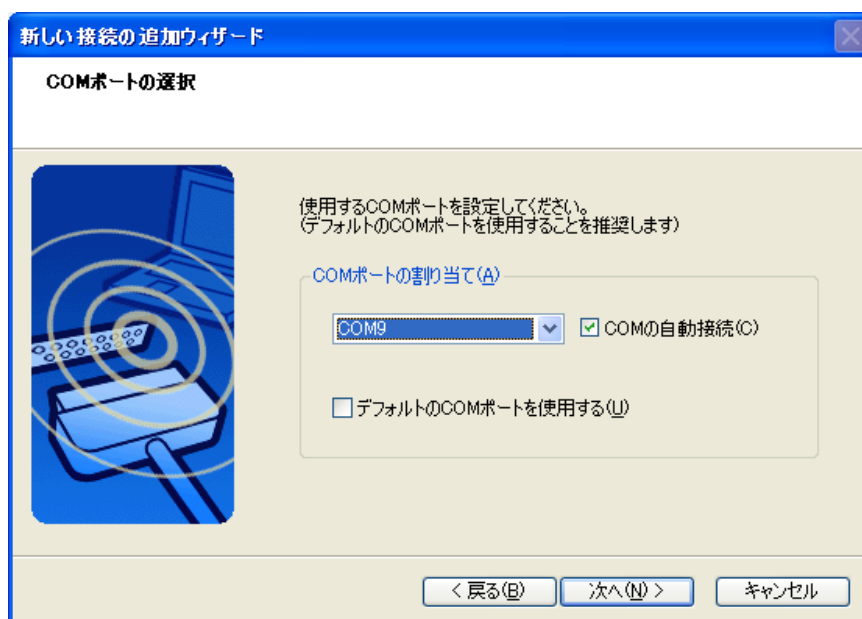 新しい接続の追加ウィザード
COMポートの選択
使用するCOMポートを設定してください。
(デフォルトのCOMポートを使用することを推奨します)
COMポートの割り当て(A)
COM9
COMの自動接続(C)
デフォルトのCOMポートを使用する(U)
< 戻る(B)
次へ(N) >
キャンセル